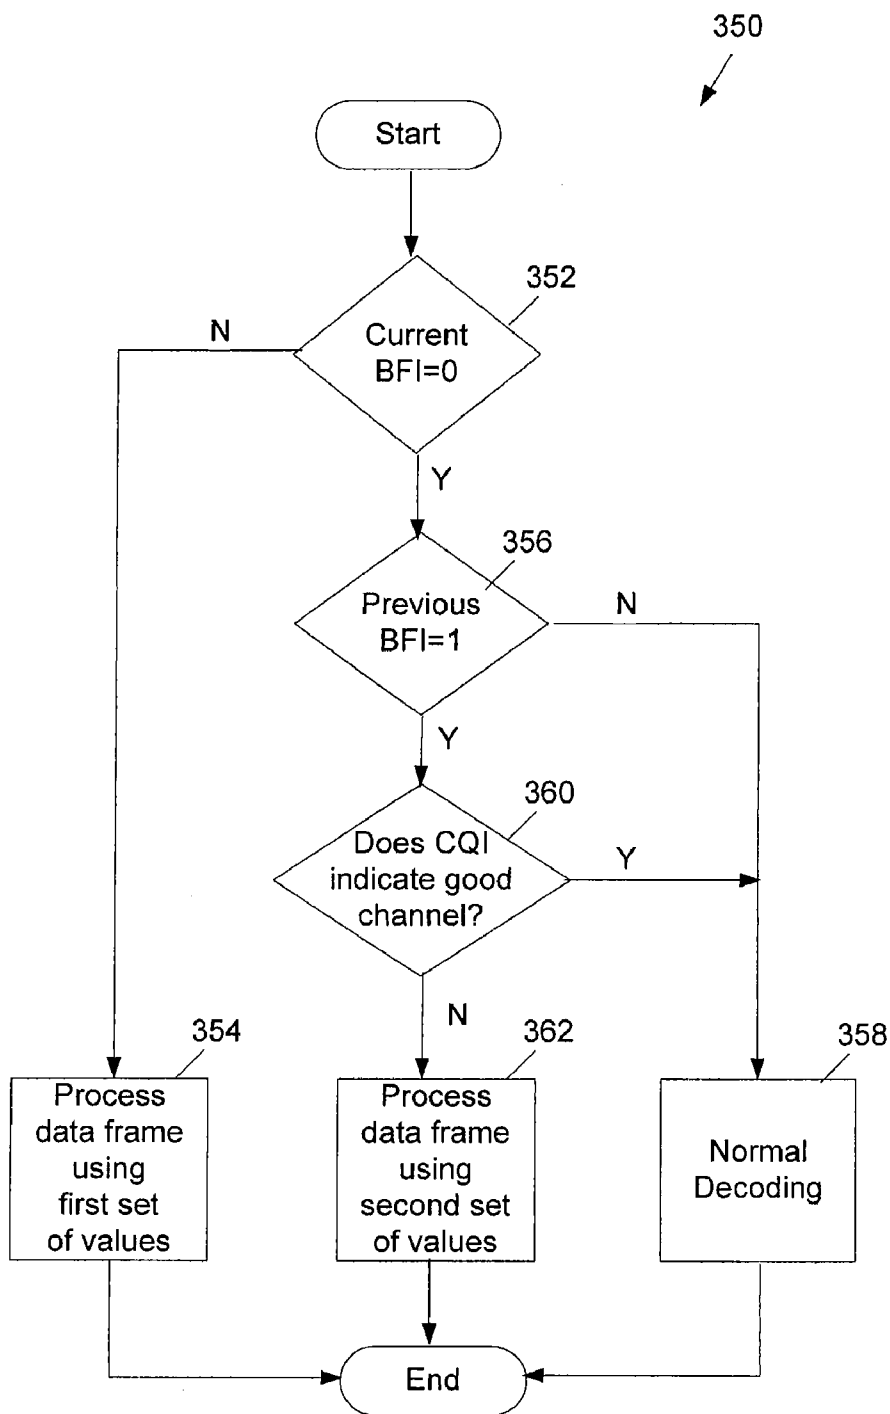 350
Start
352
Current
BFI=0
N
Y
356
Previous
BFI=1
N
Y
360
Does CQI
indicate good
channel?
Y
N
354
Process
data frame
using
first set
of values
362
Process
data frame
using
second set
of values
358
Normal
Decoding
End